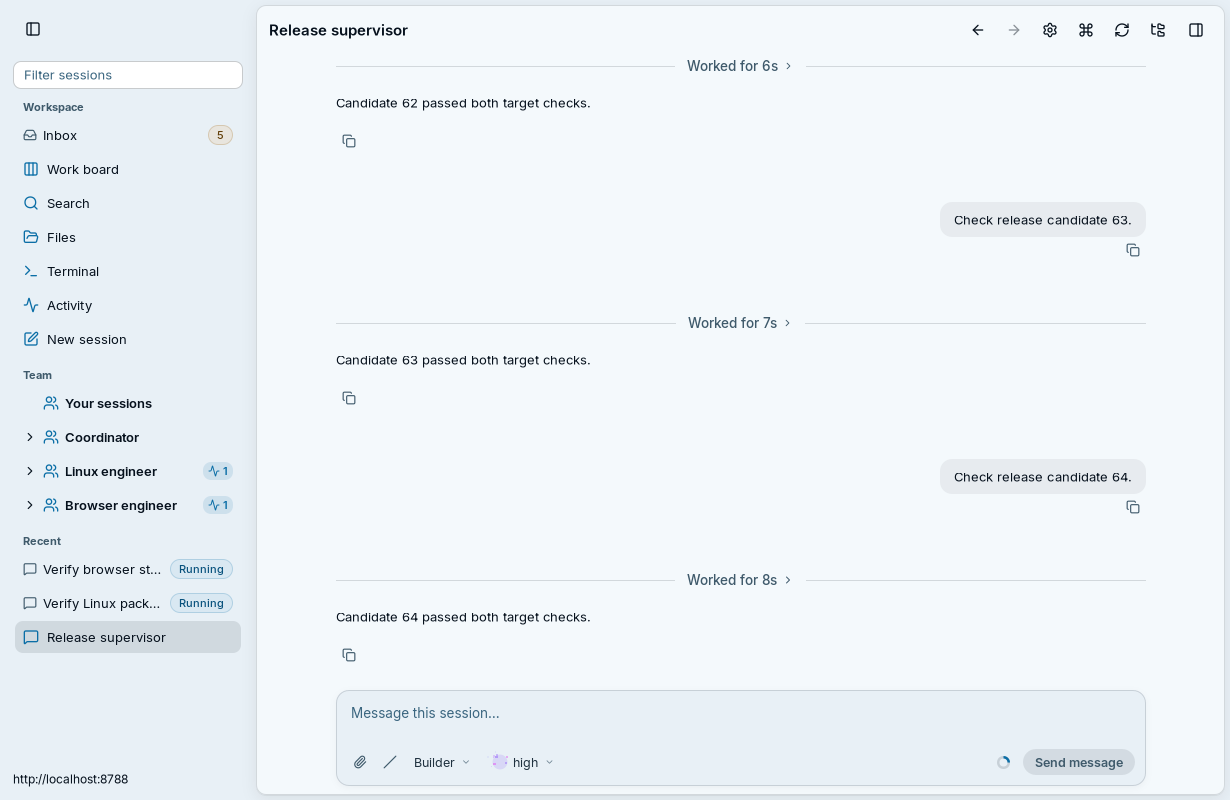 Filter sessions
Workspace
Inbox
5
Work board
Search
Files
Terminal
Activity
New session
Team
Your sessions
Coordinator
Linux engineer
1
Browser engineer
1
Recent
Verify browser st...
Running
Verify Linux pack...
Running
Release supervisor
http://localhost:8788
Release supervisor
Worked for 6s
Candidate 62 passed both target checks.
Check release candidate 63.
Worked for 7s
Candidate 63 passed both target checks.
Check release candidate 64.
Worked for 8s
Candidate 64 passed both target checks.
Message this session...
Builder
high
Send message